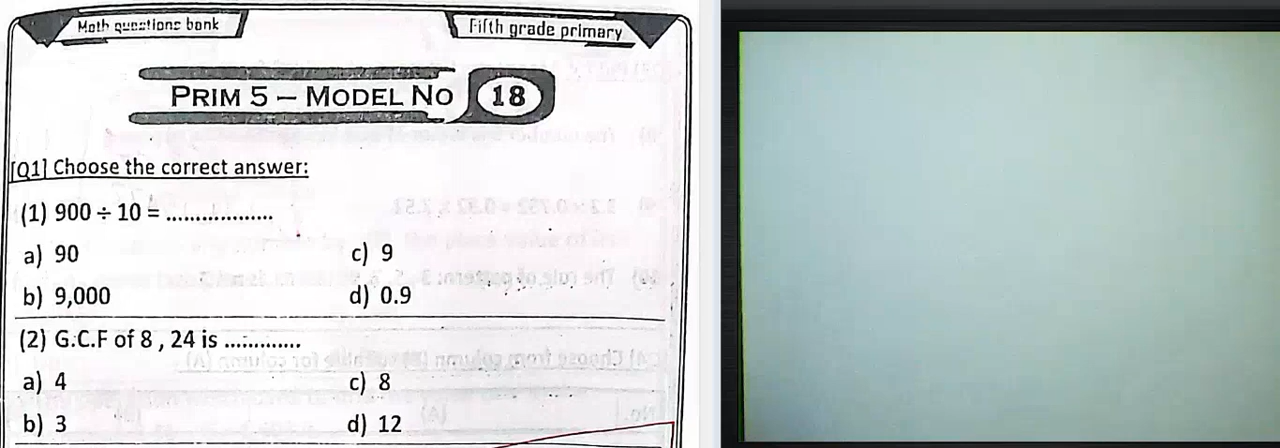 Math questions bank
Fifth grade primary
PRIM 5 – MODEL NO 18
[Q1] Choose the correct answer:
(1) 900 ÷ 10 = ..................
a) 90
c) 9
b) 9,000
d) 0.9
(2) G.C.F of 8 , 24 is .............
a) 4
c) 8
b) 3
d) 12